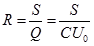 R = S/Q = S/CU₀